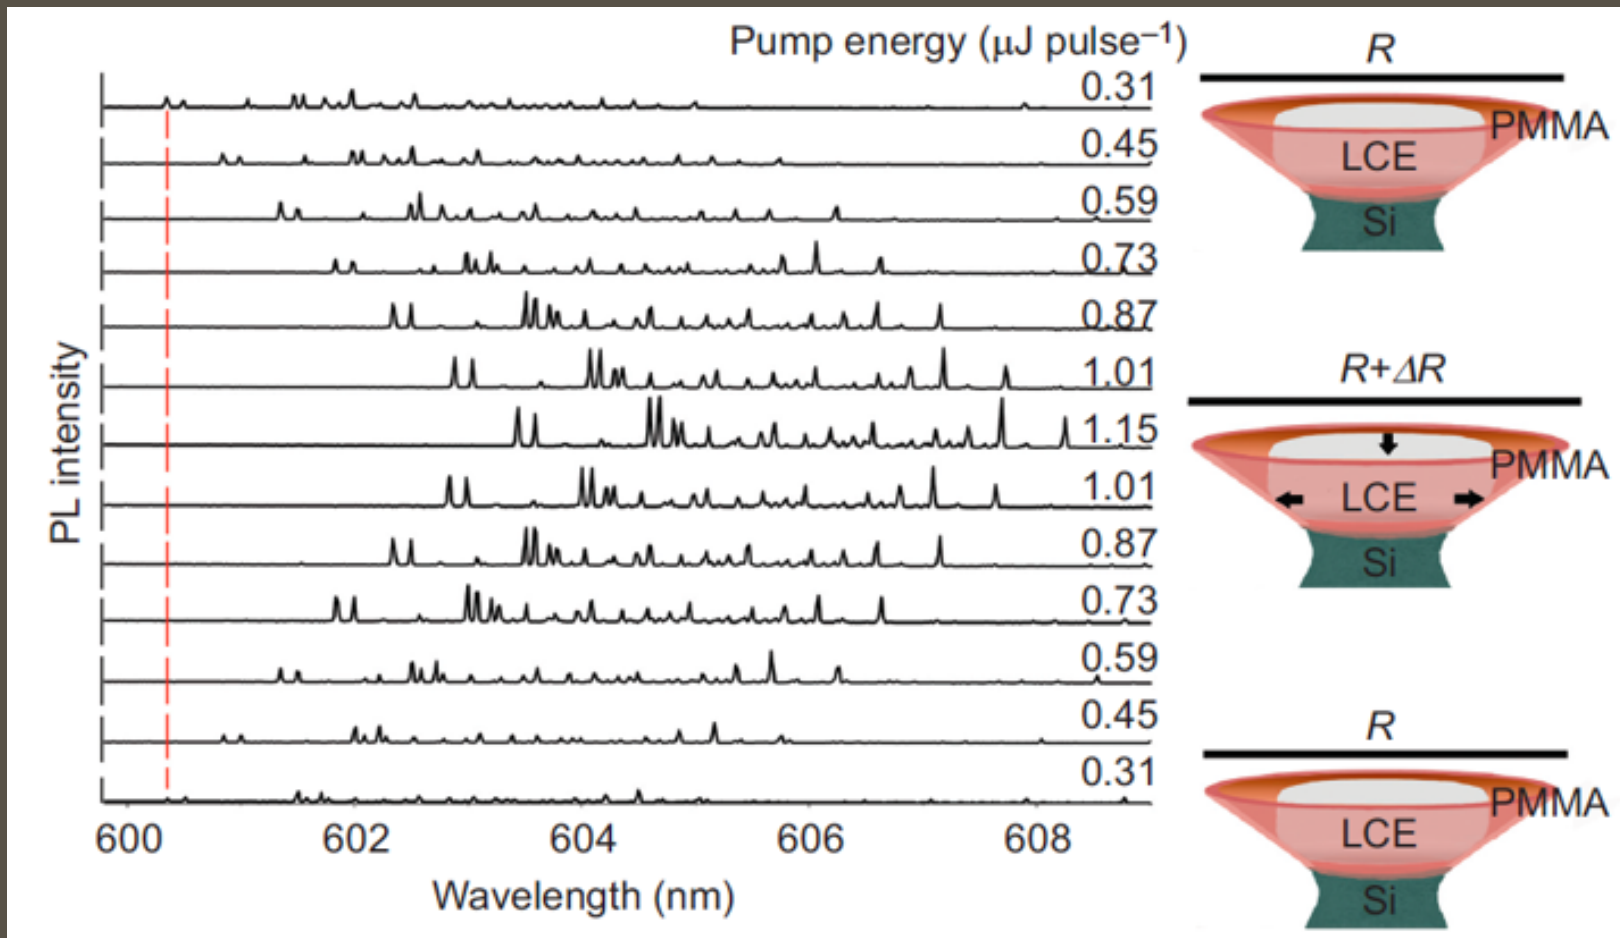 Pump energy (μJ pulse⁻¹)
0.31
0.45
0.59
0.73
0.87
1.01
1.15
1.01
0.87
0.73
0.59
0.45
0.31
PL intensity
600 602 604 606 608
Wavelength (nm)
R
PMMA
LCE
Si
R+ΔR
PMMA
LCE
Si
R
PMMA
LCE
Si